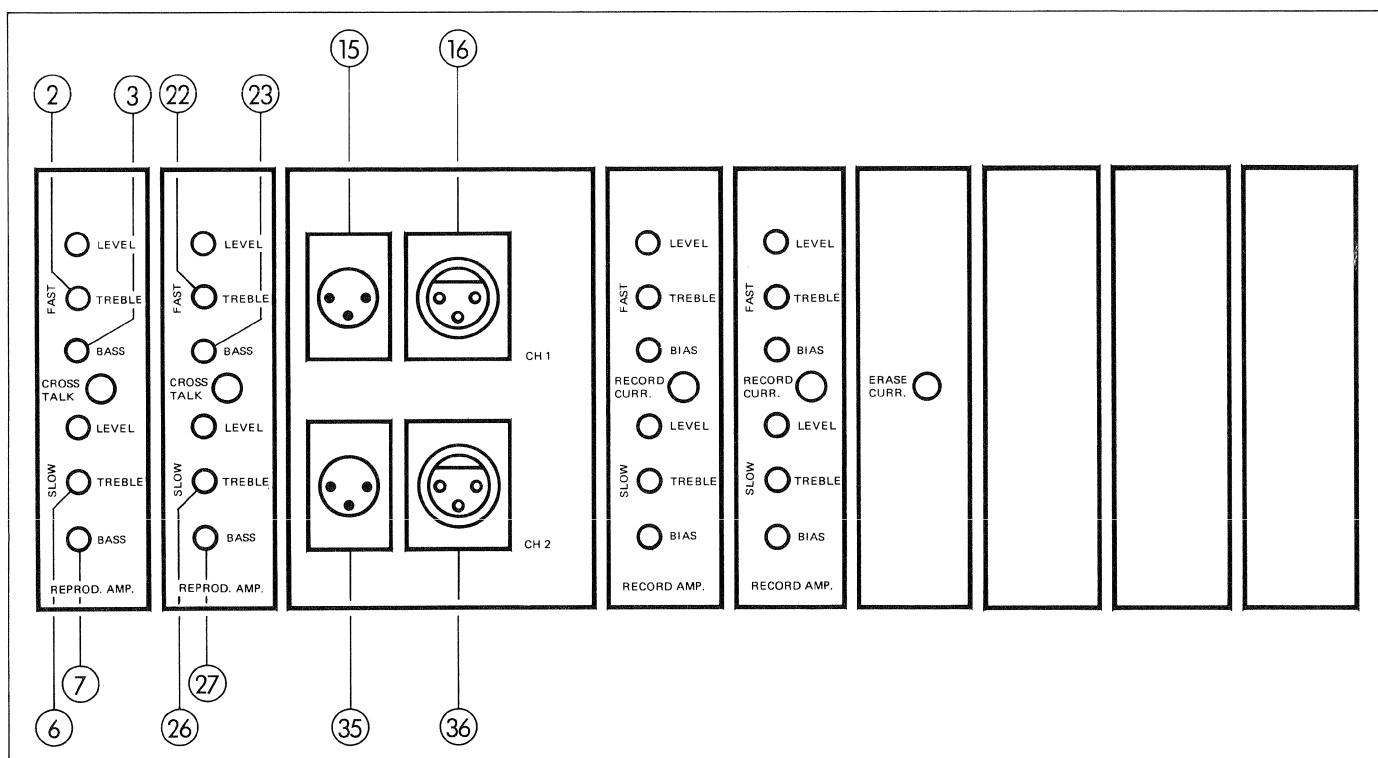 15 16
2 3 22 23
LEVEL LEVEL LEVEL LEVEL
FAST TREBLE FAST TREBLE FAST TREBLE FAST TREBLE
BASS BASS CH 1 BIAS BIAS
CROSS TALK CROSS TALK RECORD CURR. RECORD CURR. ERASE CURR.
LEVEL LEVEL LEVEL LEVEL
SLOW TREBLE SLOW TREBLE SLOW TREBLE SLOW TREBLE
BASS BASS CH 2 BIAS BIAS
REPROD. AMP. REPROD. AMP. RECORD AMP. RECORD AMP.
7 27
6 26 35 36